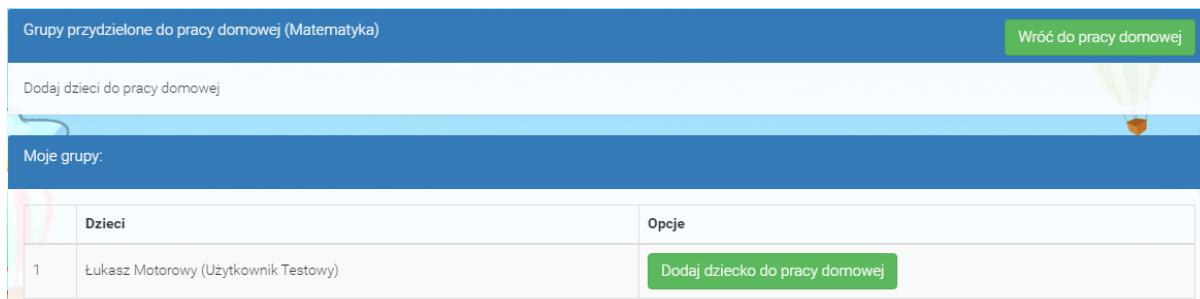 Grupy przydzielone do pracy domowej (Matematyka)
Wróć do pracy domowej
Dodaj dzieci do pracy domowej
Moje grupy:
Dzieci Opcje
1 Łukasz Motorowy (Użytkownik Testowy) Dodaj dziecko do pracy domowej